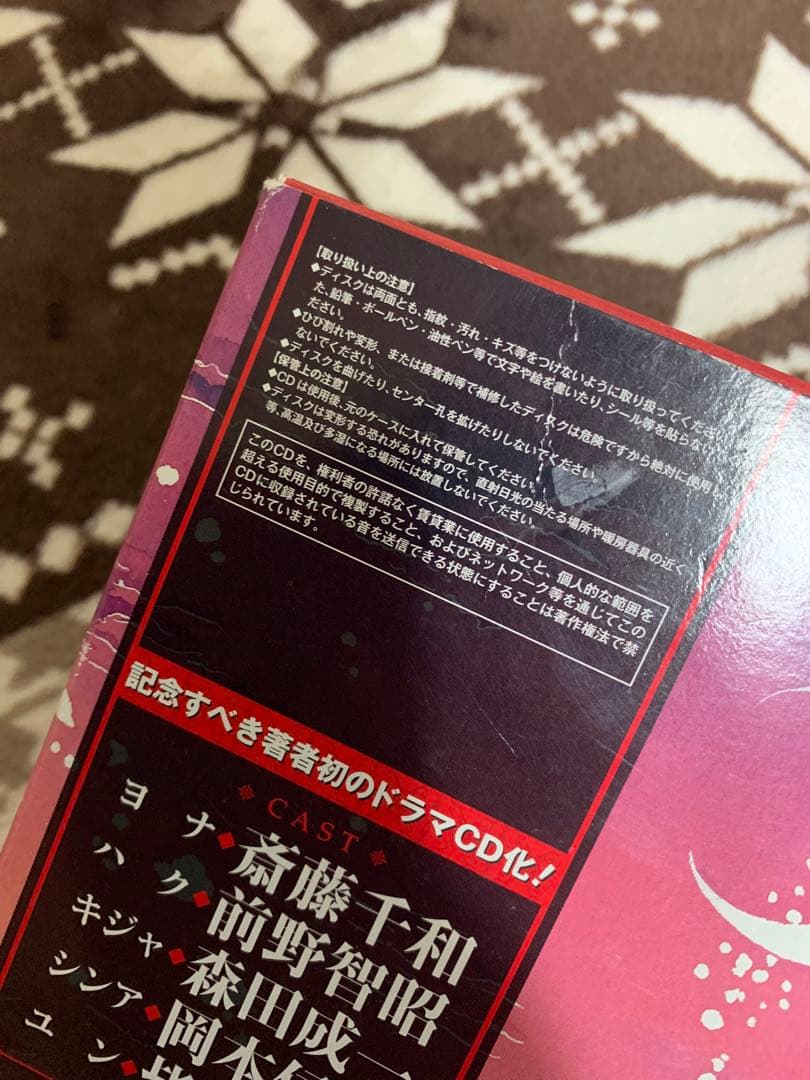 【取り扱い上の注意】
◆ディスクは両面とも、指紋・汚れ・キズ等をつけないように取り扱ってください。
た、鉛筆・ボールペン・油性ペン等で文字や絵を書いたり、シール等を貼らない
ださい。
◆ひび割れや変形、または接着剤等で補修したディスクは危険ですから絶対に使用し
ないでください。
◆ディスクを曲げたり、センター孔を拡げたりしないでください。
【保管上の注意】
◆CDは使用後、元のケースに入れて保管してください。
◆ディスクは変形する恐れがありますので、直射日光の当たる場所や暖房器具の近く
等、高温及び多湿になる場所には放置しないでください。
このCDを、権利者の許諾なく賃貸業に使用すること、個人的な範囲を
超える使用目的で複製すること、およびネットワーク等を通じてこの
CDに収録されている音を送信できる状態にすることは著作権法で禁
じられています。
記念すべき著者初のドラマCD化!
CAST
ヨナ◆斎藤千和
ハク◆前野智昭
キジャ◆森田成一
シンア◆岡本
ユン◆